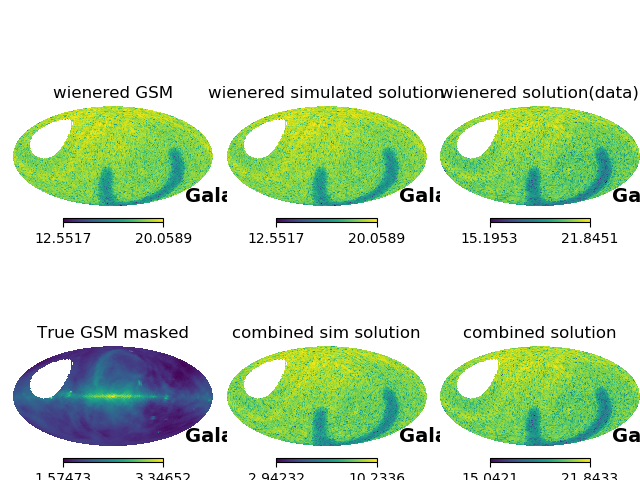 wienered GSM
wienered simulated solution
wienered solution(data)
Gala
Gala
Ga
12.5517 20.0589
12.5517 20.0589
15.1953 21.8451
True GSM masked
combined sim solution
combined solution
Gala
Gala
Ga
1.57473 3.34652
2.94232 10.2336
15.0421 21.8433